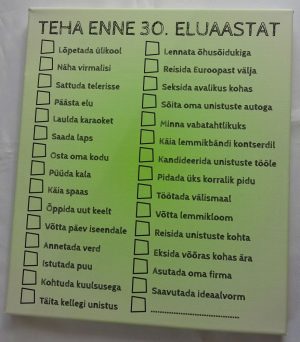 TEHA ENNE 30. ELUAASTAT
Lõpetada ülikool
Näha virmalisi
Sattuda telerisse
Päästa elu
Laulda karaoket
Saada laps
Osta oma kodu
Püüda kala
Käia spaas
Õppida uut keelt
Võtta päev iseendale
Annetada verd
Istutada puu
Kohtuda kuulsusega
Täita kellegi unistus
Lennata õhusõidukiga
Reisida Euroopast välja
Seksida avalikus kohas
Sõita oma unistuste autoga
Minna vabatahtlikuks
Käia lemmikbändi kontserdil
Kandideerida unistuste tööle
Pidada üks korralik pidu
Töötada välismaal
Võtta lemmikloom
Reisida unistuste kohta
Eksida võõras kohas ära
Asutada oma firma
Saavutada ideaalvorm
..............................